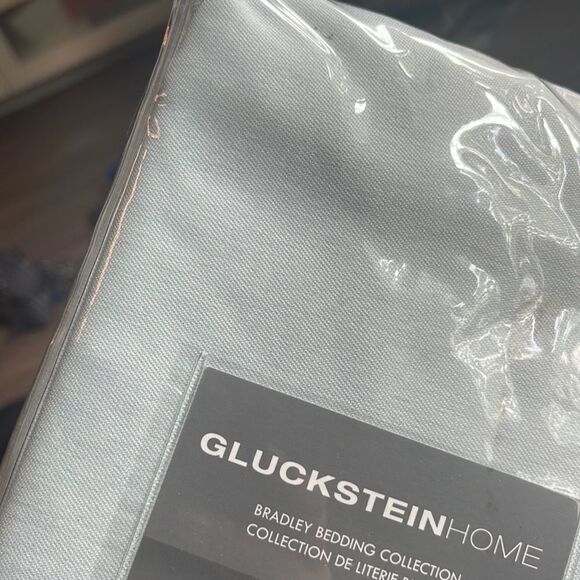 GLUCKSTEINHOME
BRADLEY BEDDING COLLECTION
COLLECTION DE LITERIE